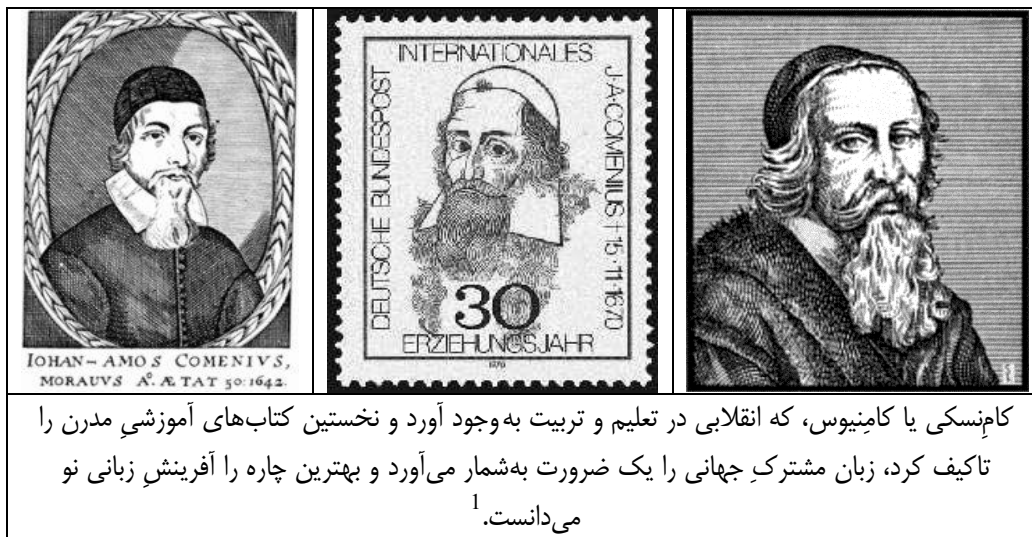 IOHAN-AMOS COMENIVS,
MORAUVS Aº. ÆTAT 50:1642.
INTERNATIONALES
DEUTSCHE BUNDESPOST
J·A·COMENIUS † 15·11·1670
30
ERZIEHUNGSJAHR
1970
کامِنسکی یا کامِنیوس، که انقلابی در تعلیم و تربیت به‌وجود آورد و نخستین کتاب‌های آموزشیِ مدرن را
تاکیف کرد، زبان مشترکِ جهانی را یک ضرورت به‌شمار می‌آورد و بهترین چاره را آفرینشِ زبانی نو
می‌دانست.1